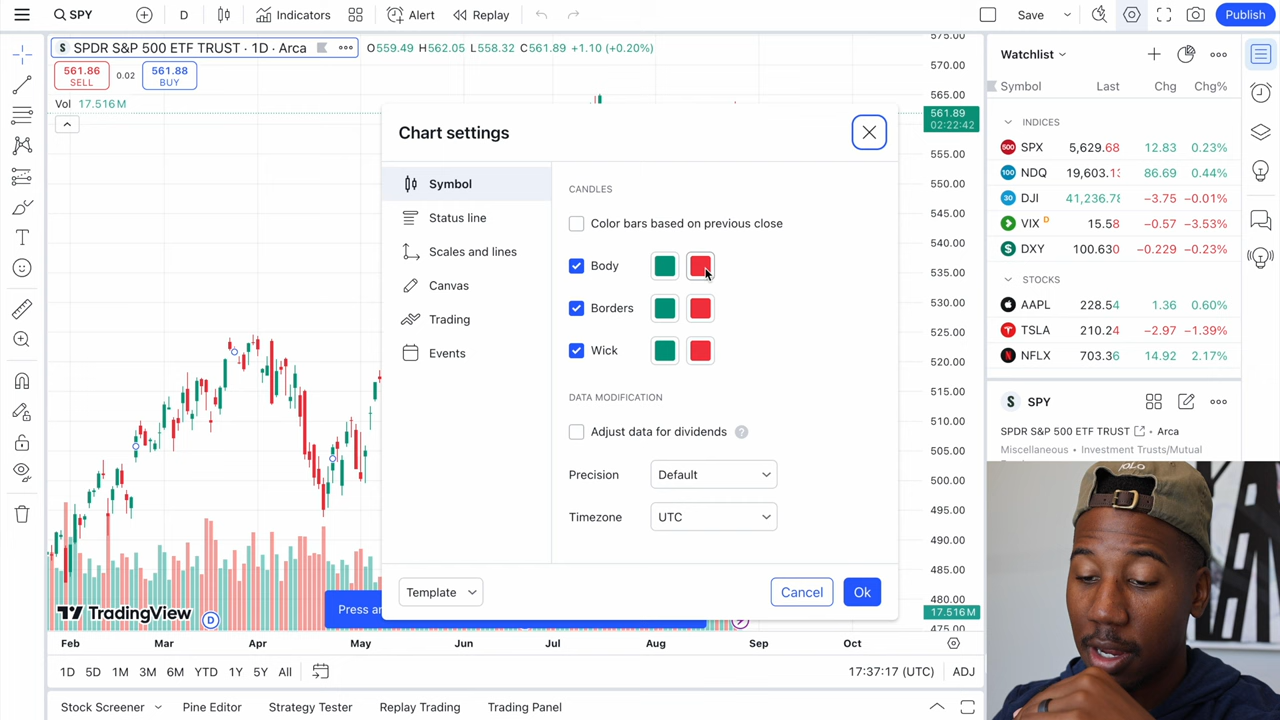 SPY
D
Indicators
Alert
Replay
Save
Publish
S SPDR S&P 500 ETF TRUST · 1D · Arca
O559.49 H562.05 L558.32 C561.89 +1.10 (+0.20%)
561.86
SELL
0.02
561.88
BUY
Vol 17.516M
575.00
570.00
565.00
561.89
02:22:42
555.00
550.00
545.00
540.00
535.00
530.00
525.00
520.00
515.00
510.00
505.00
500.00
495.00
490.00
485.00
480.00
17.516M
475.00
Chart settings
Symbol
Status line
Scales and lines
Canvas
Trading
Events
CANDLES
Color bars based on previous close
Body
Borders
Wick
DATA MODIFICATION
Adjust data for dividends ?
Precision Default
Timezone UTC
Template
Cancel
Ok
Press an
TradingView
D
Feb Mar Apr May Jun Jul Aug Sep Oct
1D 5D 1M 3M 6M YTD 1Y 5Y All
17:37:17 (UTC) ADJ
Stock Screener Pine Editor Strategy Tester Replay Trading Trading Panel
Watchlist
Symbol Last Chg Chg%
INDICES
500 SPX 5,629.68 12.83 0.23%
100 NDQ 19,603.13 86.69 0.44%
30 DJI 41,236.78 −3.75 −0.01%
VIX D 15.58 −0.57 −3.53%
$ DXY 100.630 −0.229 −0.23%
STOCKS
AAPL 228.54 1.36 0.60%
TSLA 210.24 −2.97 −1.39%
NFLX 703.36 14.92 2.17%
S SPY
SPDR S&P 500 ETF TRUST · Arca
Miscellaneous · Investment Trusts/Mutual